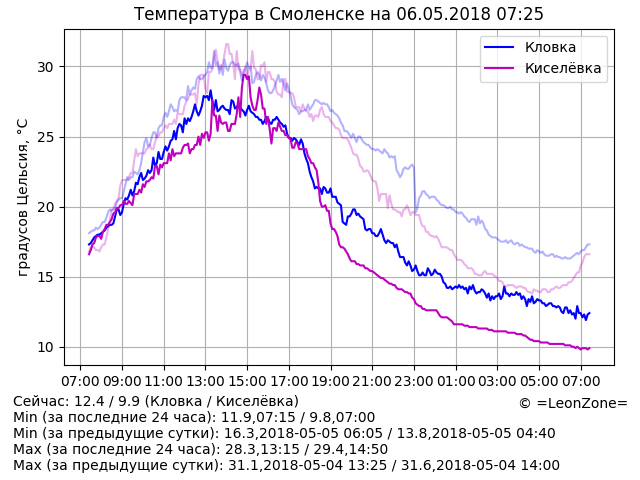 Температура в Смоленске на 06.05.2018 07:25
Кловка
Киселёвка
градусов Цельсия, °C
30
25
20
15
10
07:00 09:00 11:00 13:00 15:00 17:00 19:00 21:00 23:00 01:00 03:00 05:00 07:00
Сейчас: 12.4 / 9.9 (Кловка / Киселёвка)
© =LeonZone=
Min (за последние 24 часа): 11.9,07:15 / 9.8,07:00
Min (за предыдущие сутки): 16.3,2018-05-05 06:05 / 13.8,2018-05-05 04:40
Max (за последние 24 часа): 28.3,13:15 / 29.4,14:50
Max (за предыдущие сутки): 31.1,2018-05-04 13:25 / 31.6,2018-05-04 14:00